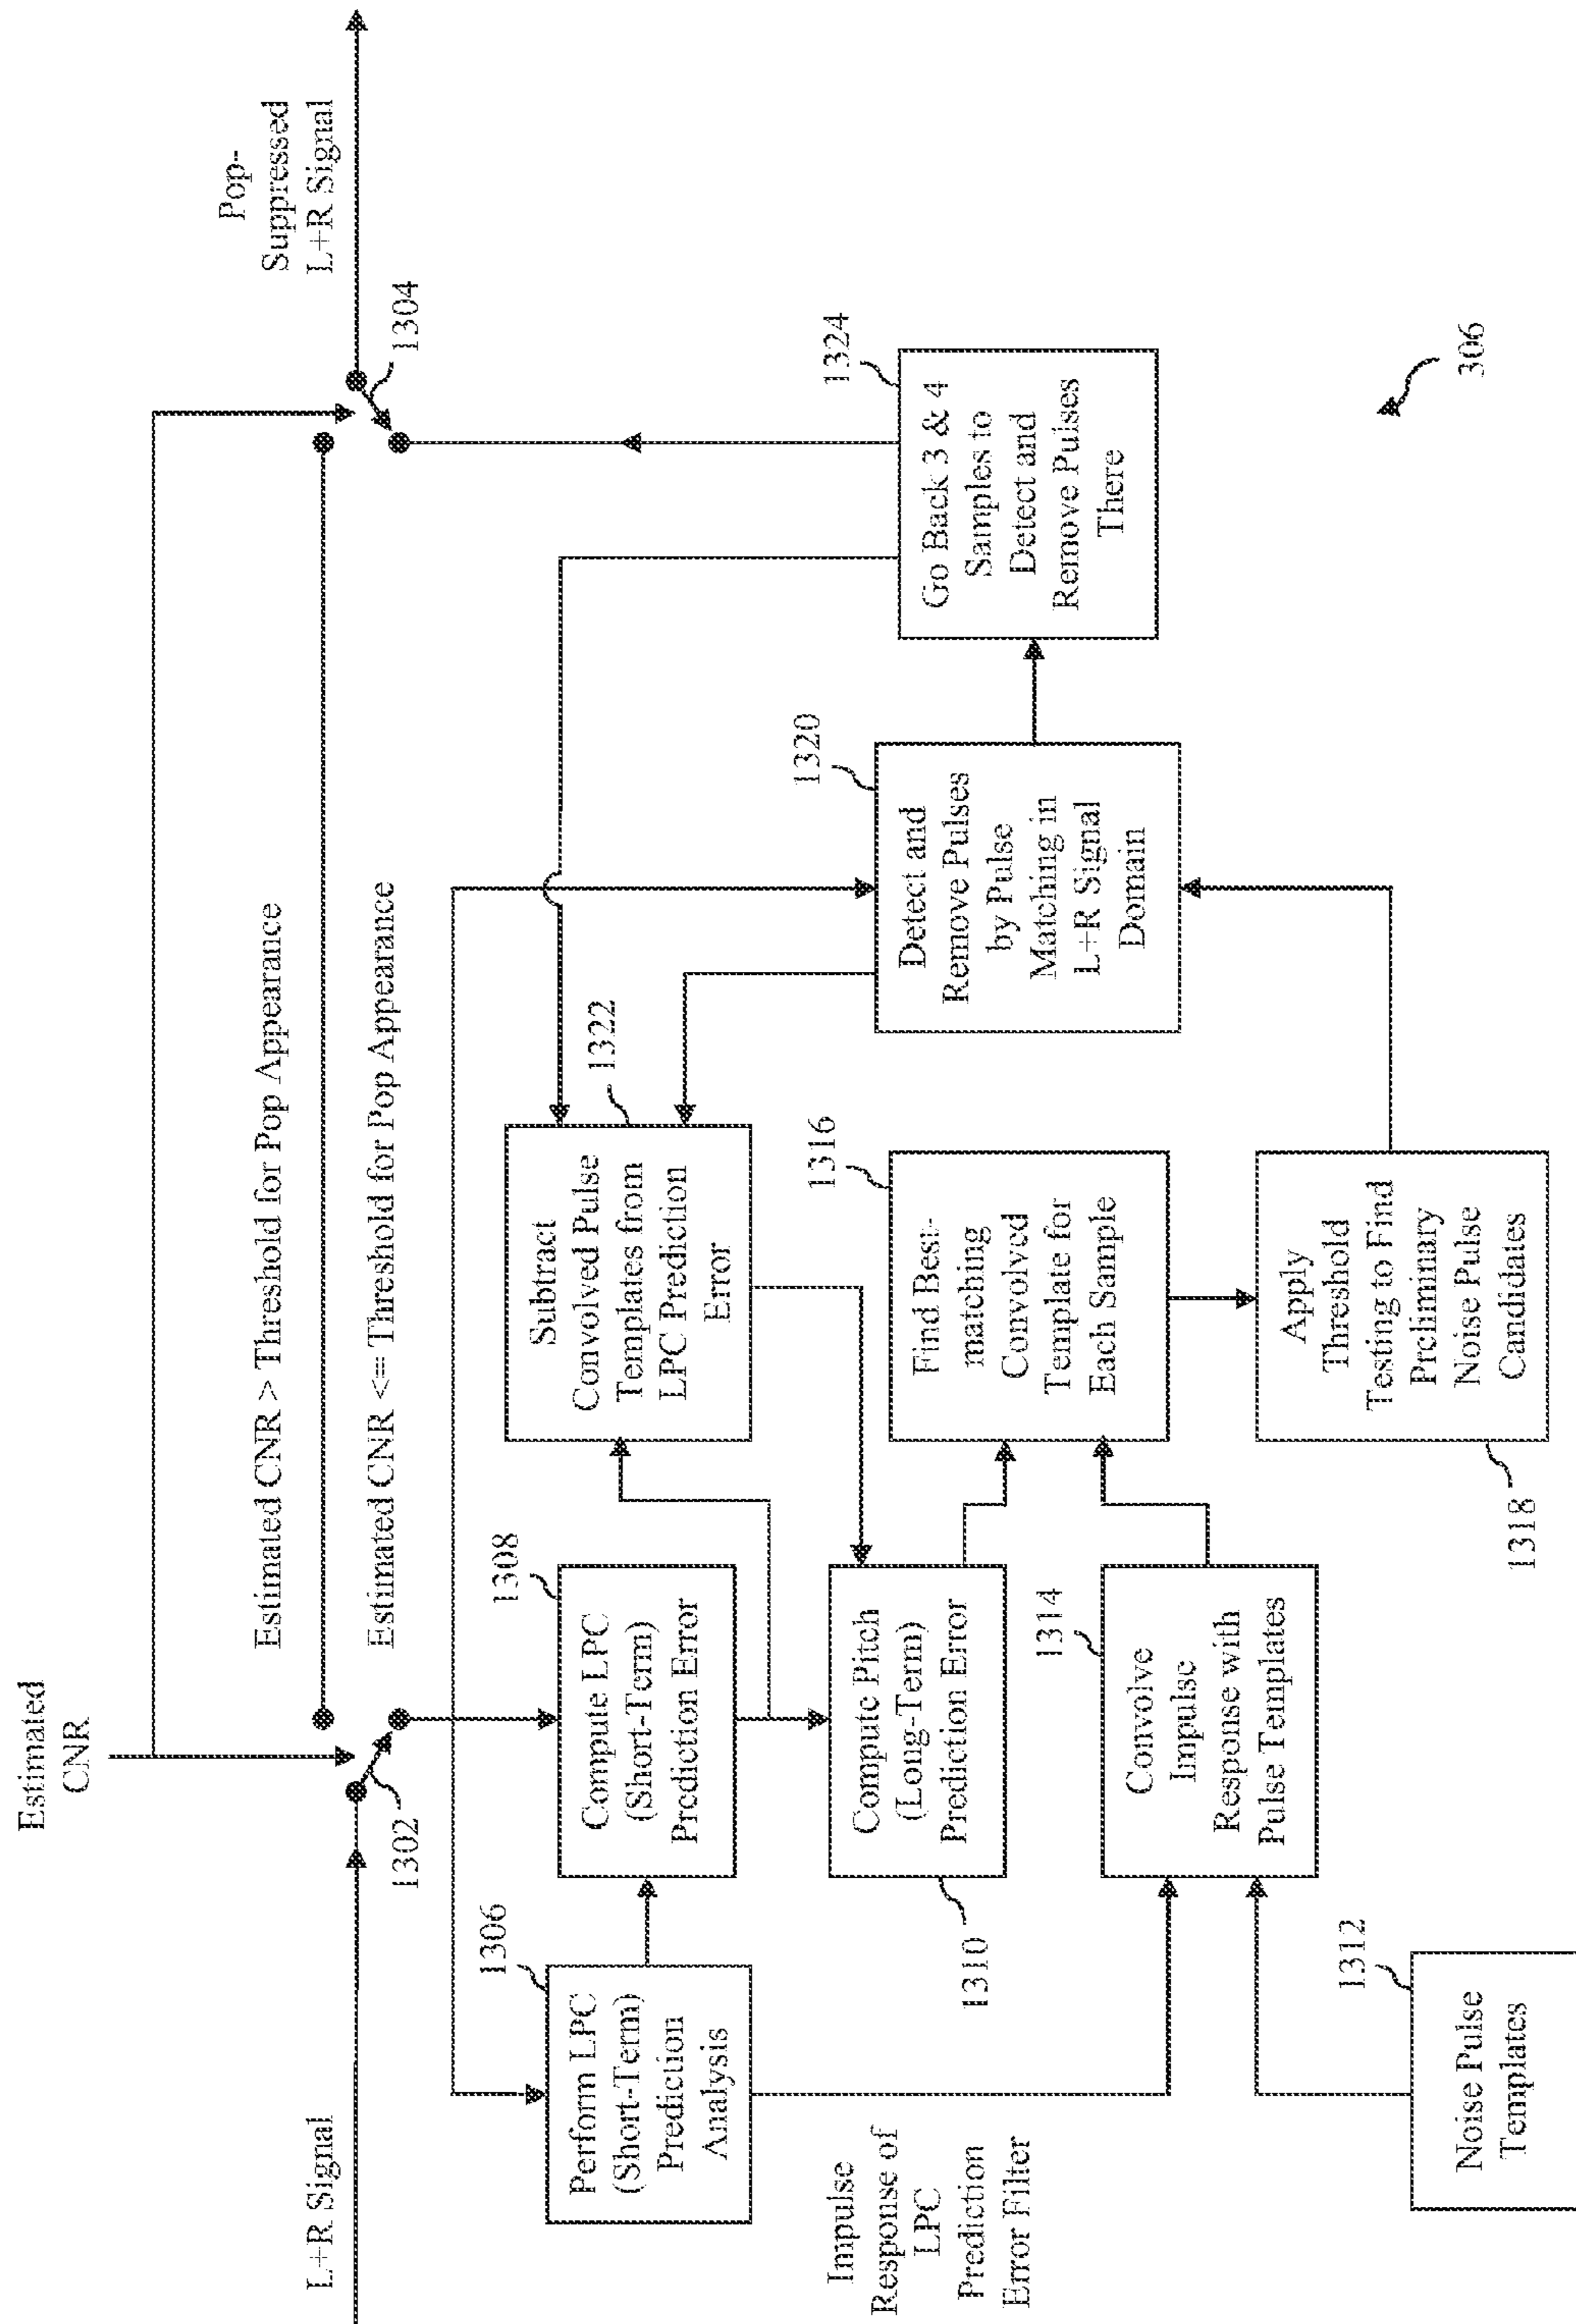 Estimated
CNR
L+R Signal
1302
Estimated CNR > Threshold for Pop Appearance
Estimated CNR <= Threshold for Pop Appearance
1304
Pop-
Suppressed
L+R Signal
1306
Perform LPC
(Short-Term)
Prediction
Analysis
1308
Compute LPC
(Short-Term)
Prediction Error
1322
Subtract
Convolved Pulse
Templates from
LPC Prediction
Error
1310
Compute Pitch
(Long-Term)
Prediction Error
1316
Find Best-
matching
Convolved
Template for
Each Sample
1320
Detect and
Remove Pulses
by Pulse
Matching in
L+R Signal
Domain
1324
Go Back 3 & 4
Samples to
Detect and
Remove Pulses
There
Impulse
Response of
LPC
Prediction
Error Filter
1314
Convolve
Impulse
Response with
Pulse Templates
1312
Noise Pulse
Templates
1318
Apply
Threshold
Testing to Find
Preliminary
Noise Pulse
Candidates
306